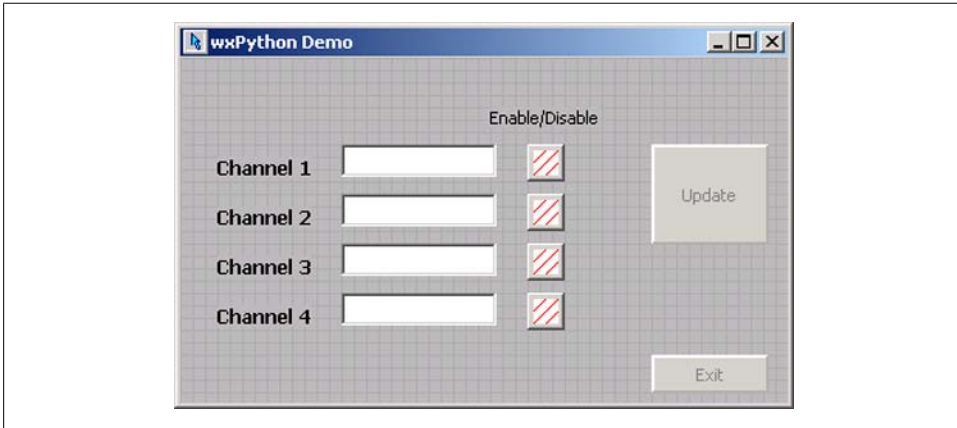 wxPython Demo
Enable/Disable
Channel 1
Update
Channel 2
Channel 3
Channel 4
Exit